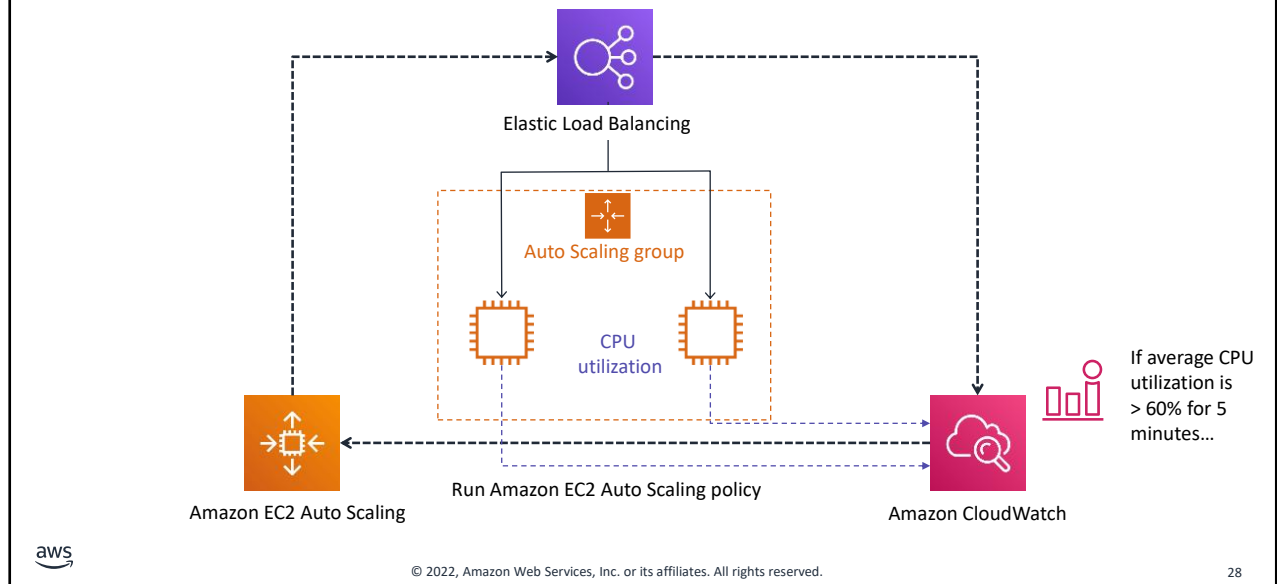 Elastic Load Balancing
Auto Scaling group
CPU
utilization
If average CPU
utilization is
> 60% for 5
minutes…
Run Amazon EC2 Auto Scaling policy
Amazon EC2 Auto Scaling
Amazon CloudWatch
aws
© 2022, Amazon Web Services, Inc. or its affiliates. All rights reserved.
28